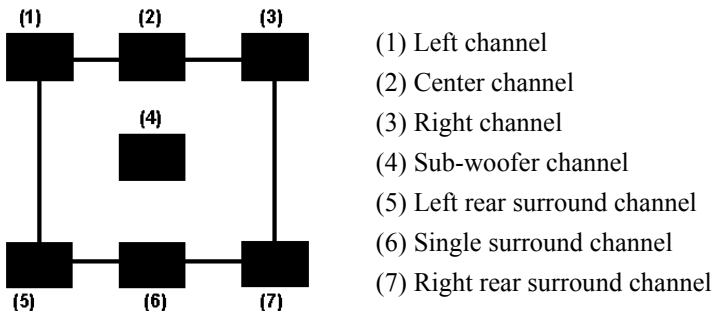 (1) (2) (3)
(4)
(5) (6) (7)
(1) Left channel
(2) Center channel
(3) Right channel
(4) Sub-woofer channel
(5) Left rear surround channel
(6) Single surround channel
(7) Right rear surround channel